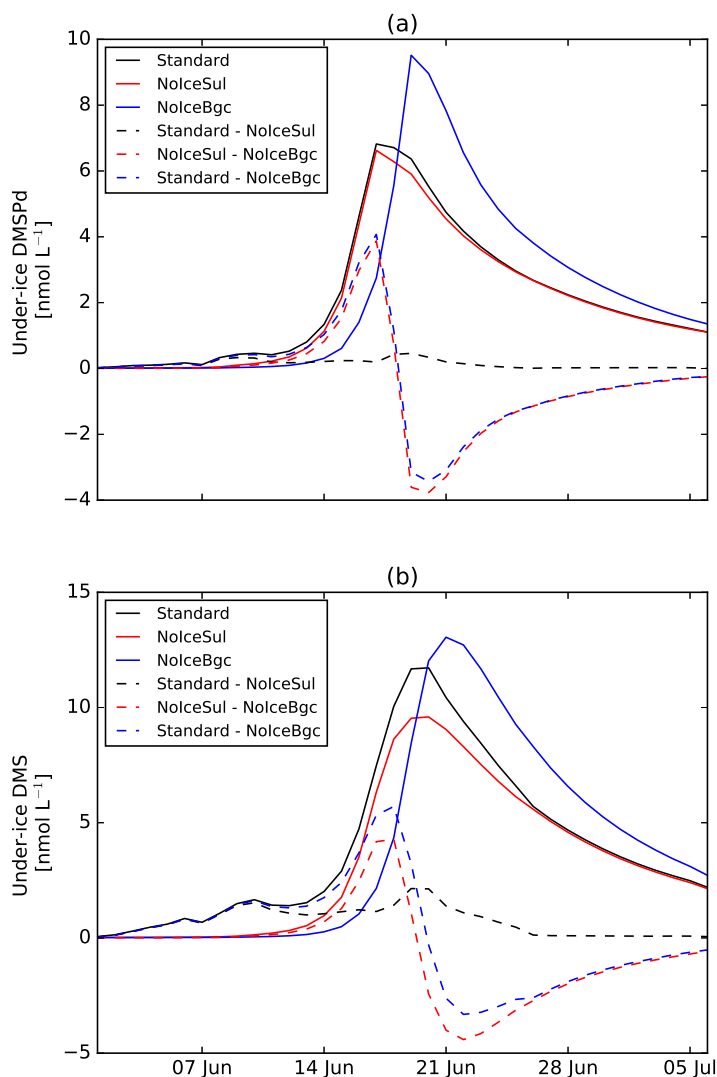 (a)
10
8
6
4
2
0
−2
−4
Under-ice DMSPd
[nmol L⁻¹]
Standard
NoIceSul
NoIceBgc
Standard - NoIceSul
NoIceSul - NoIceBgc
Standard - NoIceBgc
(b)
15
10
5
0
−5
Under-ice DMS
[nmol L⁻¹]
Standard
NoIceSul
NoIceBgc
Standard - NoIceSul
NoIceSul - NoIceBgc
Standard - NoIceBgc
07 Jun 14 Jun 21 Jun 28 Jun 05 Jul